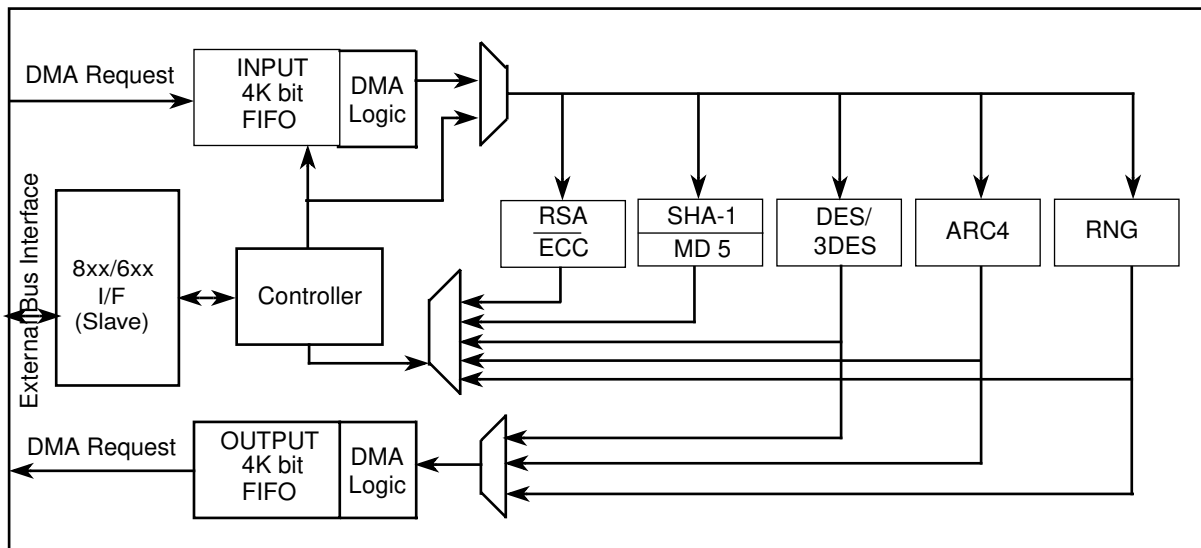 DMA Request
INPUT
4K bit
FIFO
DMA
Logic
External Bus Interface
8xx/6xx
I/F
(Slave)
Controller
RSA
ECC
SHA-1
MD 5
DES/
3DES
ARC4
RNG
DMA Request
OUTPUT
4K bit
FIFO
DMA
Logic